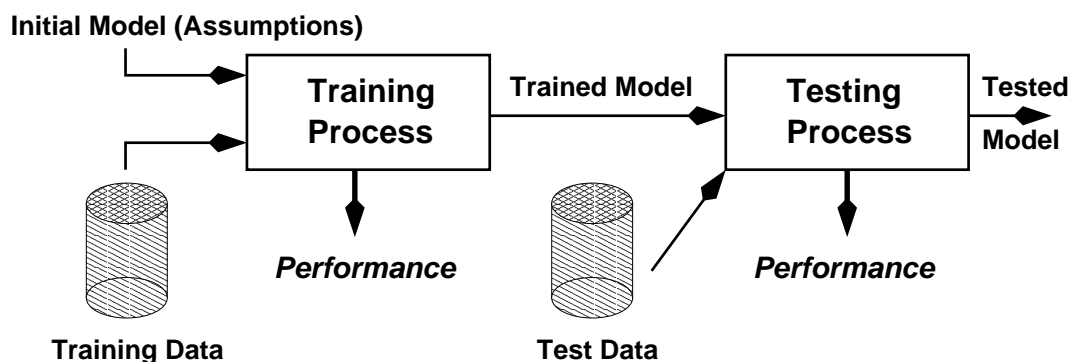 Initial Model (Assumptions)
Training
Process
Trained Model
Testing
Process
Tested
Model
Performance
Performance
Training Data
Test Data